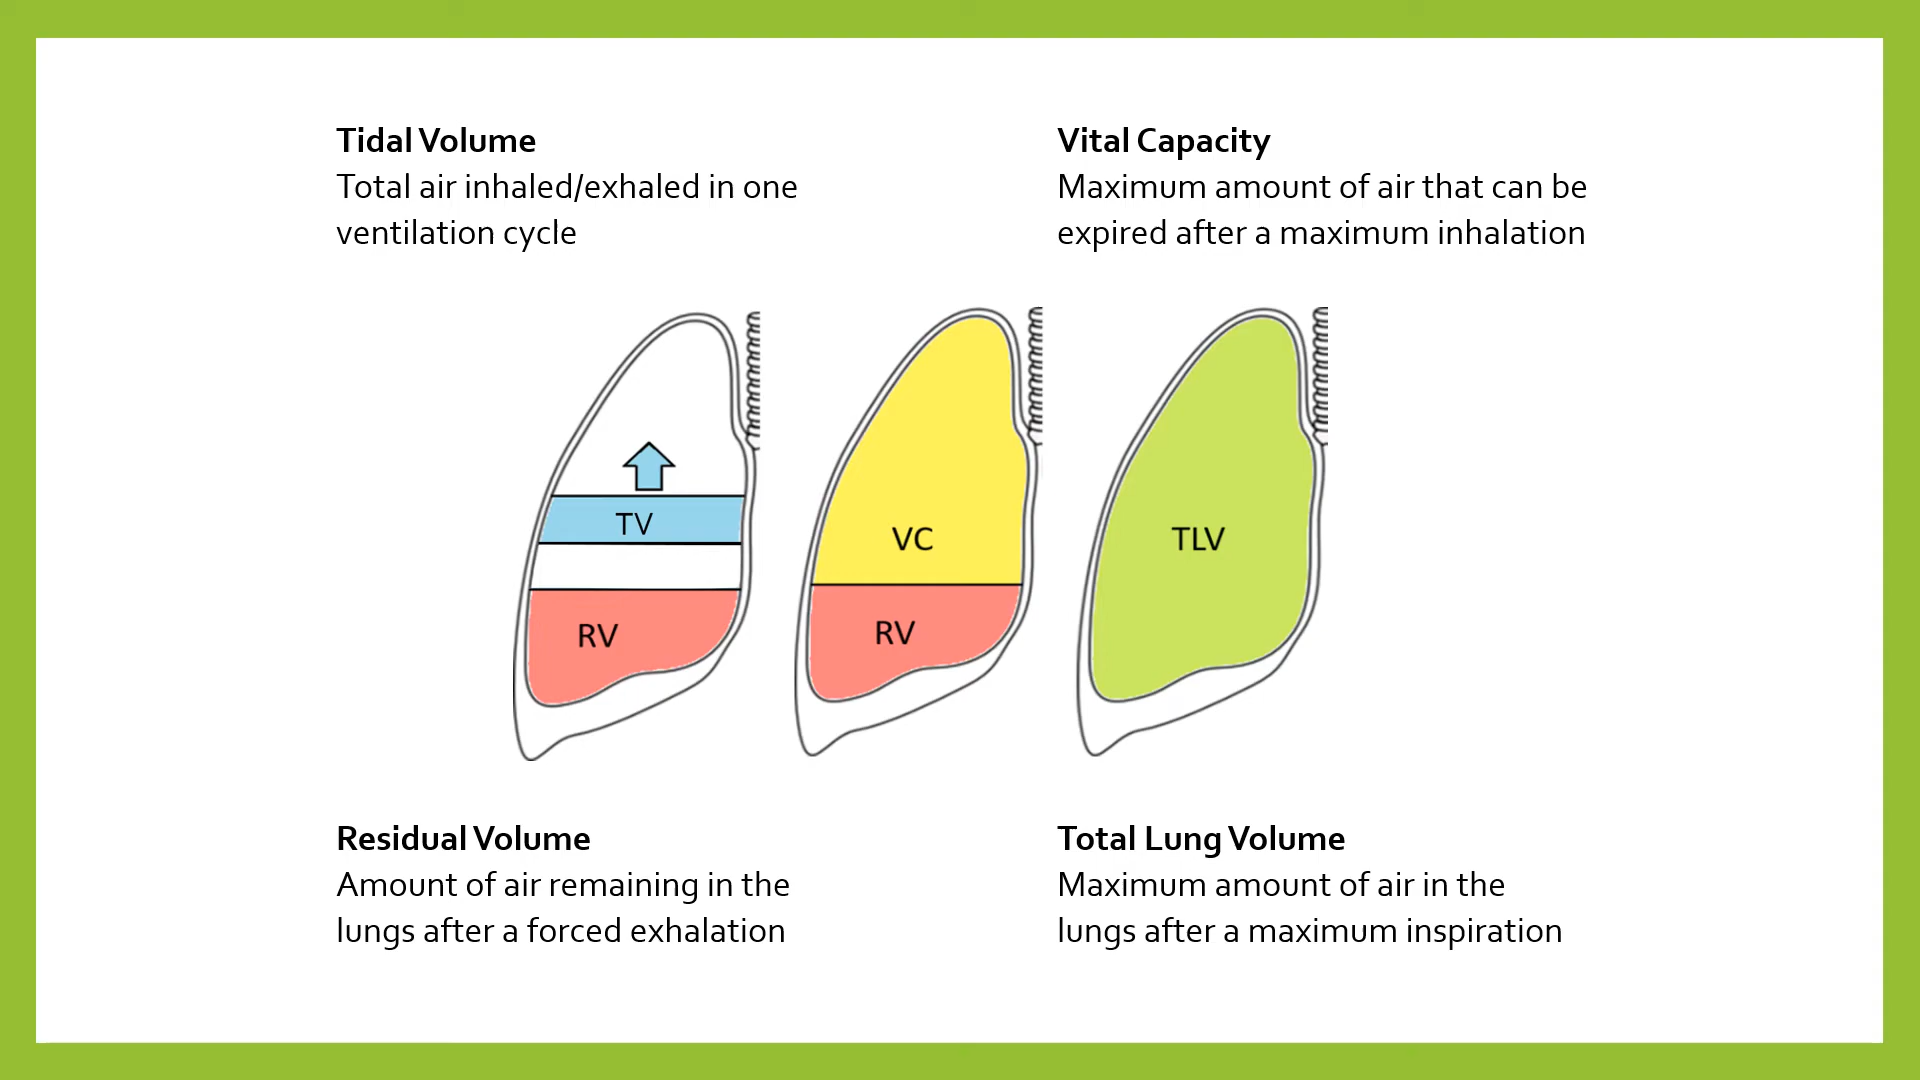 Tidal Volume
Total air inhaled/exhaled in one
ventilation cycle
Vital Capacity
Maximum amount of air that can be
expired after a maximum inhalation
TV
RV
VC
RV
TLV
Residual Volume
Amount of air remaining in the
lungs after a forced exhalation
Total Lung Volume
Maximum amount of air in the
lungs after a maximum inspiration